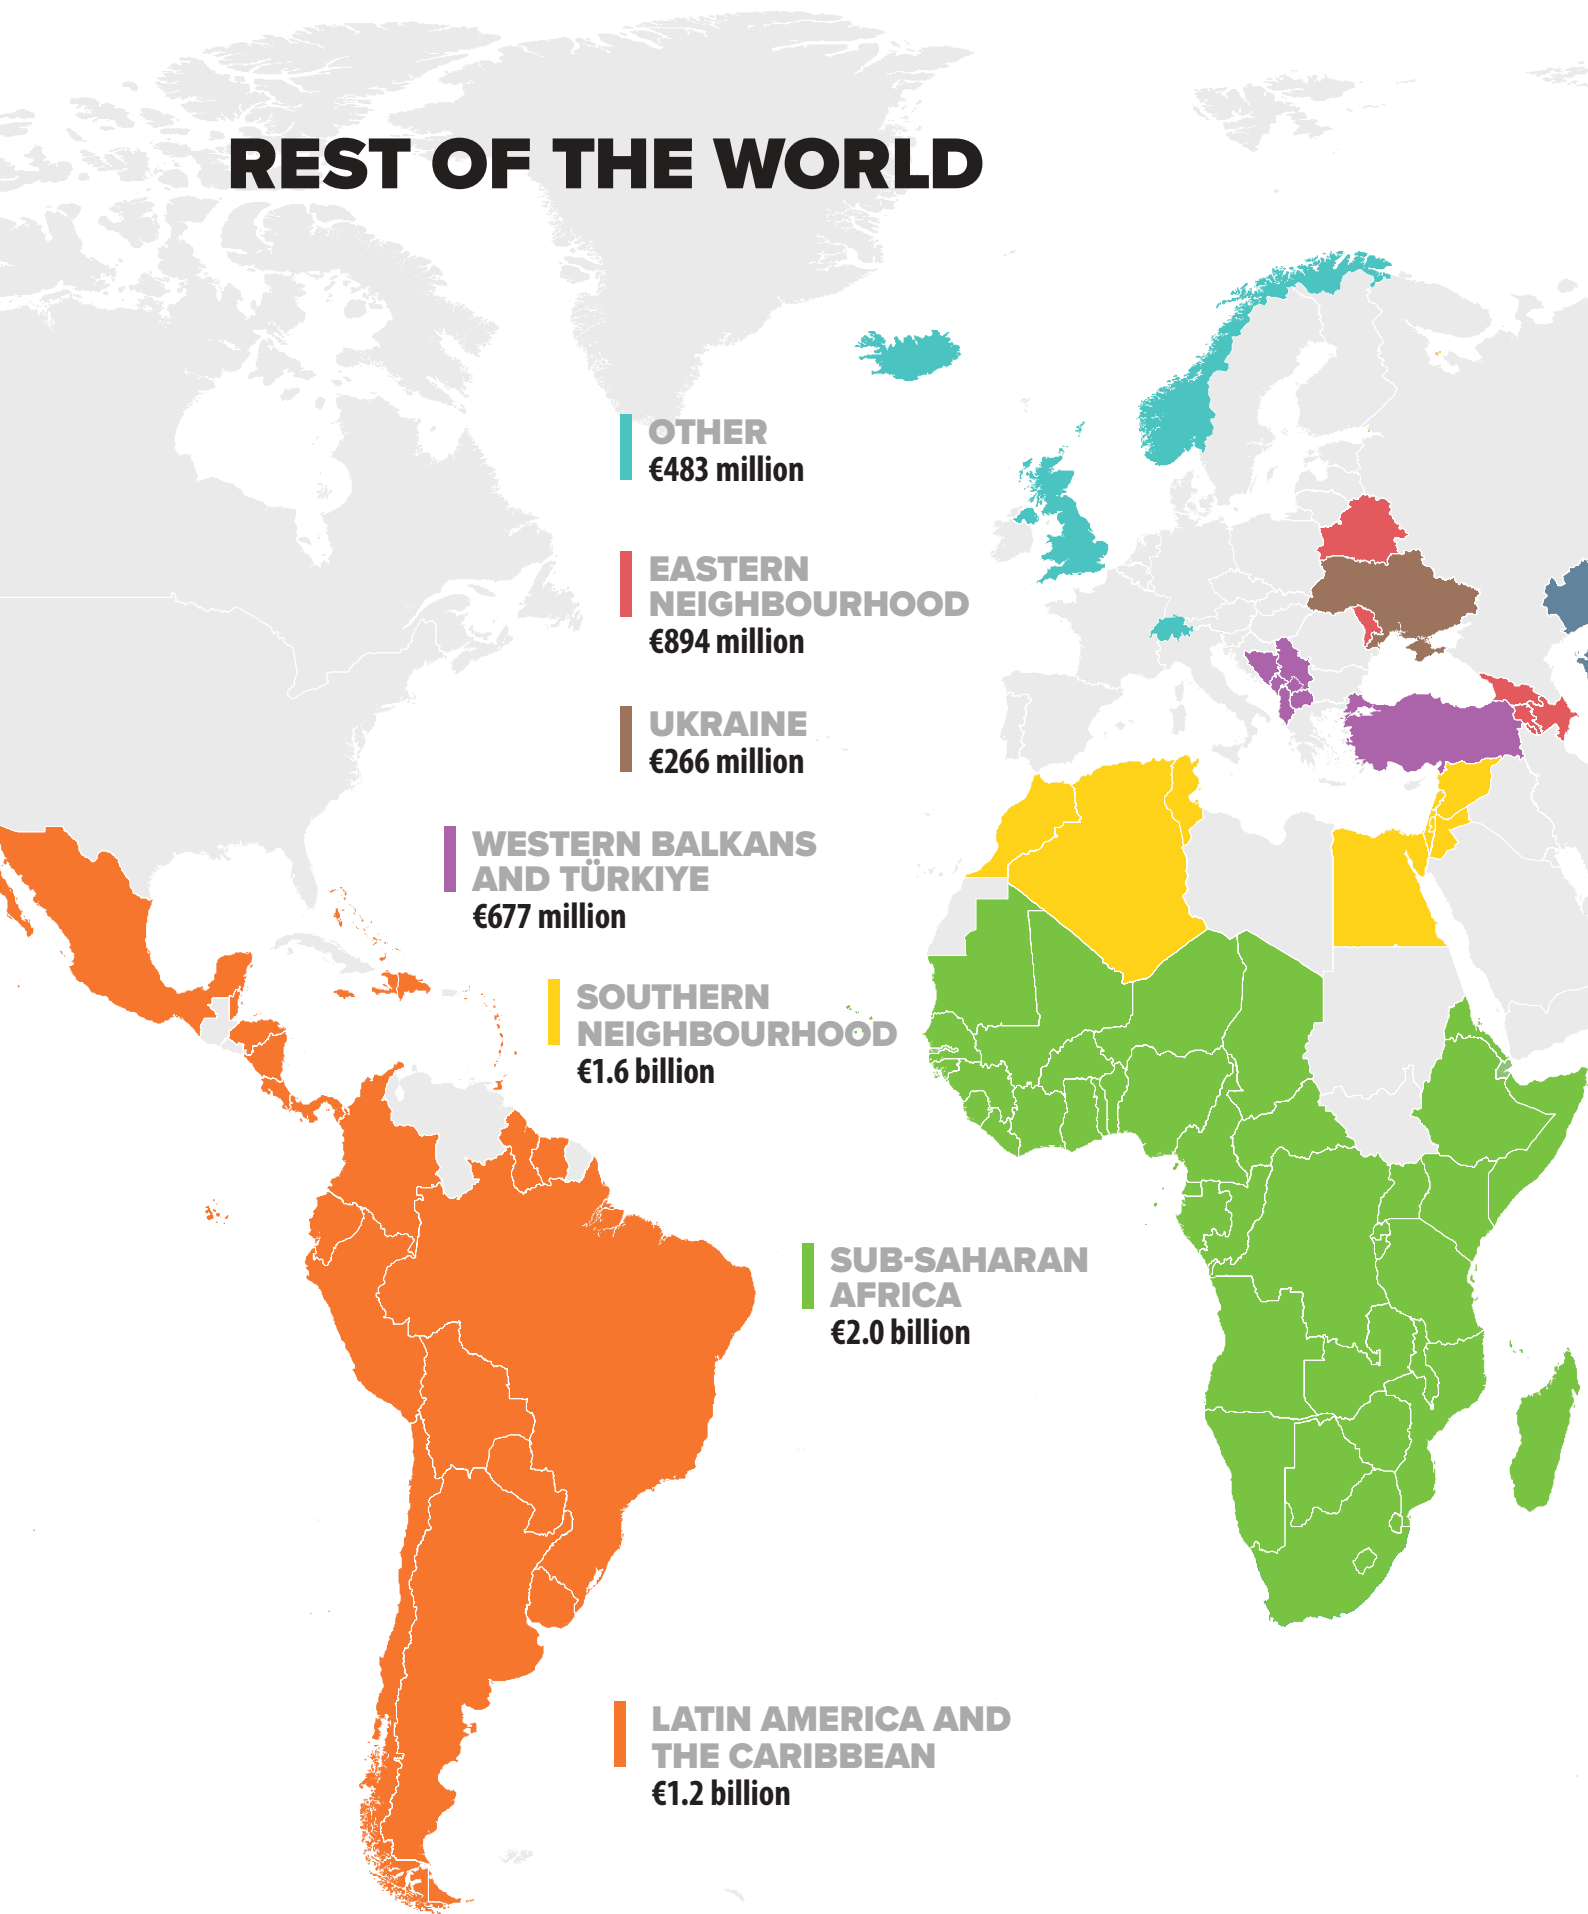 REST OF THE WORLD
OTHER
€483 million
EASTERN
NEIGHBOURHOOD
€894 million
UKRAINE
€266 million
WESTERN BALKANS
AND TÜRKIYE
€677 million
SOUTHERN
NEIGHBOURHOOD
€1.6 billion
SUB-SAHARAN
AFRICA
€2.0 billion
LATIN AMERICA AND
THE CARIBBEAN
€1.2 billion